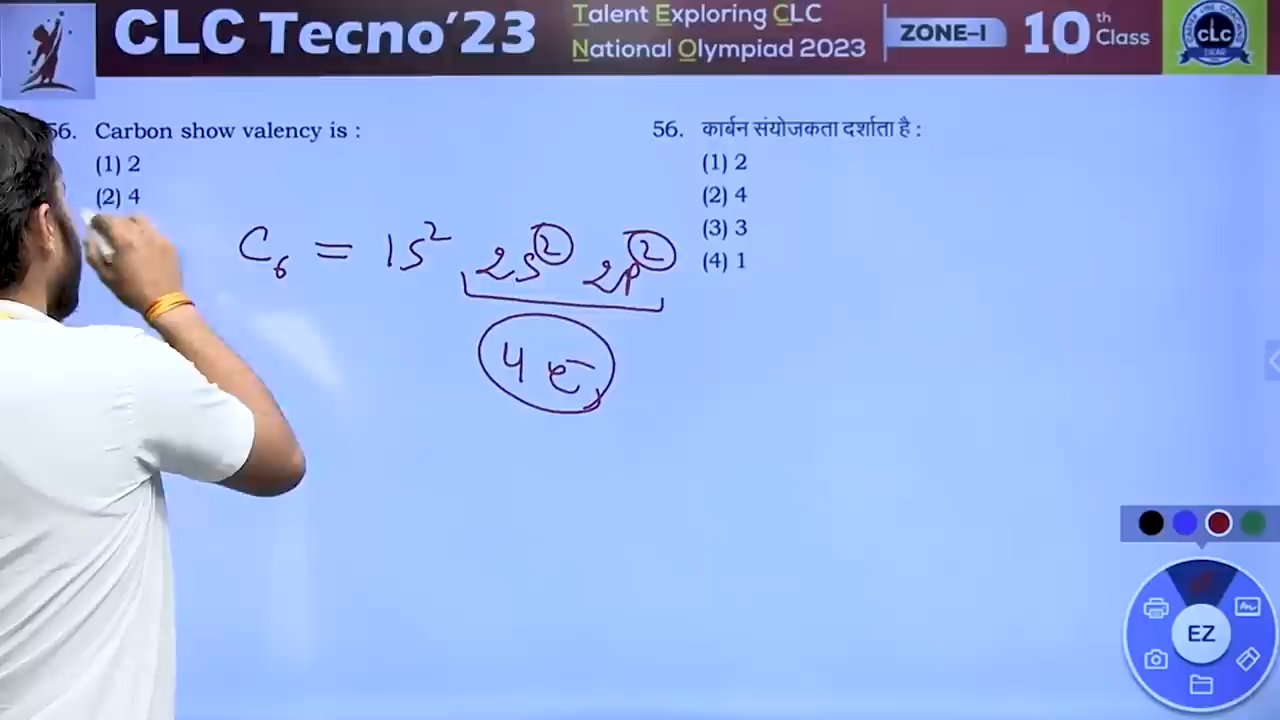 CLC Tecno'23
Talent Exploring CLC
National Olympiad 2023
ZONE-I
10th Class
CLC
56. Carbon show valency is :
(1) 2
(2) 4
56. कार्बन संयोजकता दर्शाता है :
(1) 2
(2) 4
(3) 3
(4) 1
C₆ = 1S² 2S² 2P²
4 e⁻
EZ